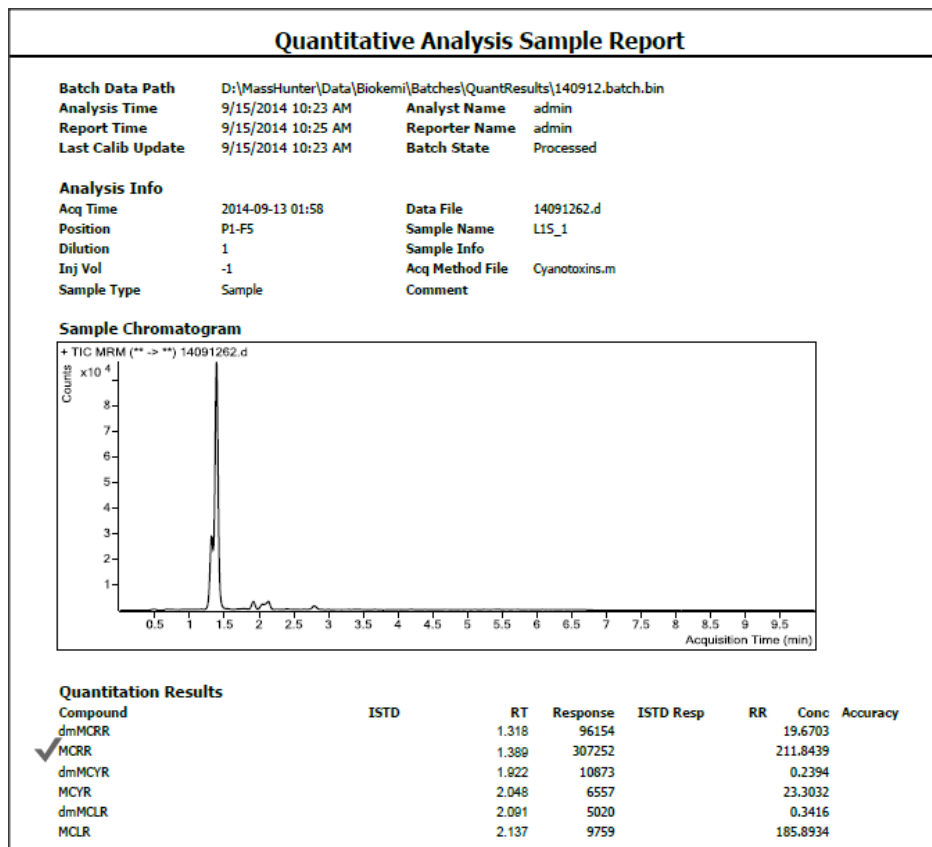 Quantitative Analysis Sample Report
Batch Data Path D:\MassHunter\Data\Biokemi\Batches\QuantResults\140912.batch.bin
Analysis Time 9/15/2014 10:23 AM Analyst Name admin
Report Time 9/15/2014 10:25 AM Reporter Name admin
Last Calib Update 9/15/2014 10:23 AM Batch State Processed
Analysis Info
Acq Time 2014-09-13 01:58 Data File 14091262.d
Position P1-F5 Sample Name L15_1
Dilution 1 Sample Info
Inj Vol -1 Acq Method File Cyanotoxins.m
Sample Type Sample Comment
Sample Chromatogram
+ TIC MRM (** -> **) 14091262.d
Counts
x10 4
8
7
6
5
4
3
2
1
0.5 1 1.5 2 2.5 3 3.5 4 4.5 5 5.5 6 6.5 7 7.5 8 8.5 9 9.5
Acquisition Time (min)
Quantitation Results
Compound ISTD RT Response ISTD Resp RR Conc Accuracy
dmMCRR 1.318 96154 19.6703
MCRR 1.389 307252 211.8439
dmMCYR 1.922 10873 0.2394
MCYR 2.048 6557 23.3032
dmMCLR 2.091 5020 0.3416
MCLR 2.137 9759 185.8934